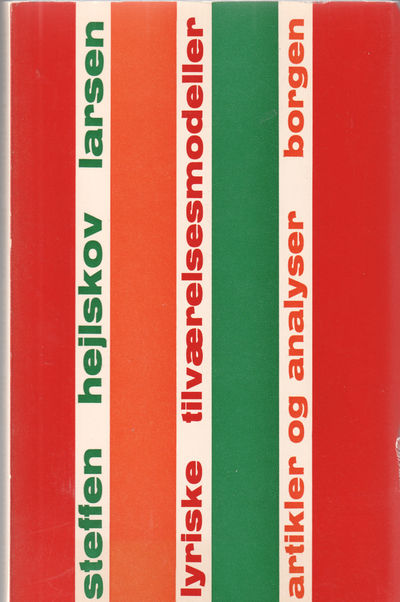 steffen hejlskov larsen
lyriske tilværelsesmodeller
artikler og analyser borgen